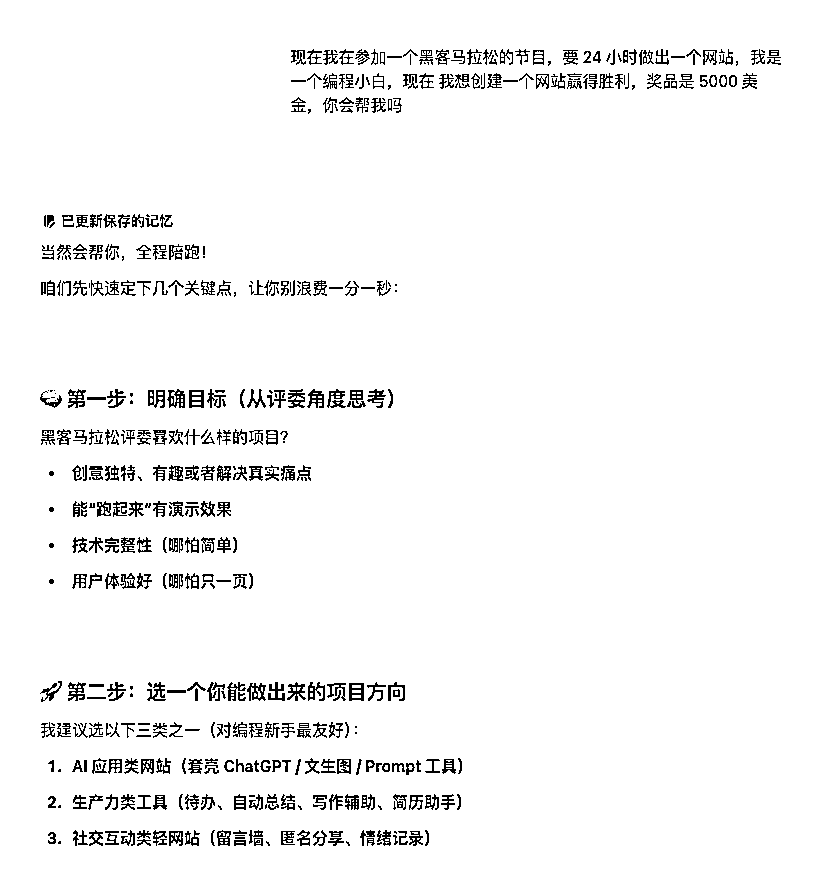 现在我在参加一个黑客马拉松的节目，要 24 小时做出一个网站，我是
一个编程小白，现在 我想创建一个网站赢得胜利，奖品是 5000 美
金，你会帮我吗
已更新保存的记忆
当然会帮你，全程陪跑！
咱们先快速定下几个关键点，让你别浪费一分一秒：
第一步：明确目标（从评委角度思考）
黑客马拉松评委喜欢什么样的项目？
• 创意独特、有趣或者解决真实痛点
• 能“跑起来”有演示效果
• 技术完整性（哪怕简单）
• 用户体验好（哪怕只一页）
🚀 第二步：选一个你能做出来的项目方向
我建议选以下三类之一（对编程新手最友好）：
1. AI 应用类网站（套壳 ChatGPT / 文生图 / Prompt 工具）
2. 生产力类工具（待办、自动总结、写作辅助、简历助手）
3. 社交互动类轻网站（留言墙、匿名分享、情绪记录）